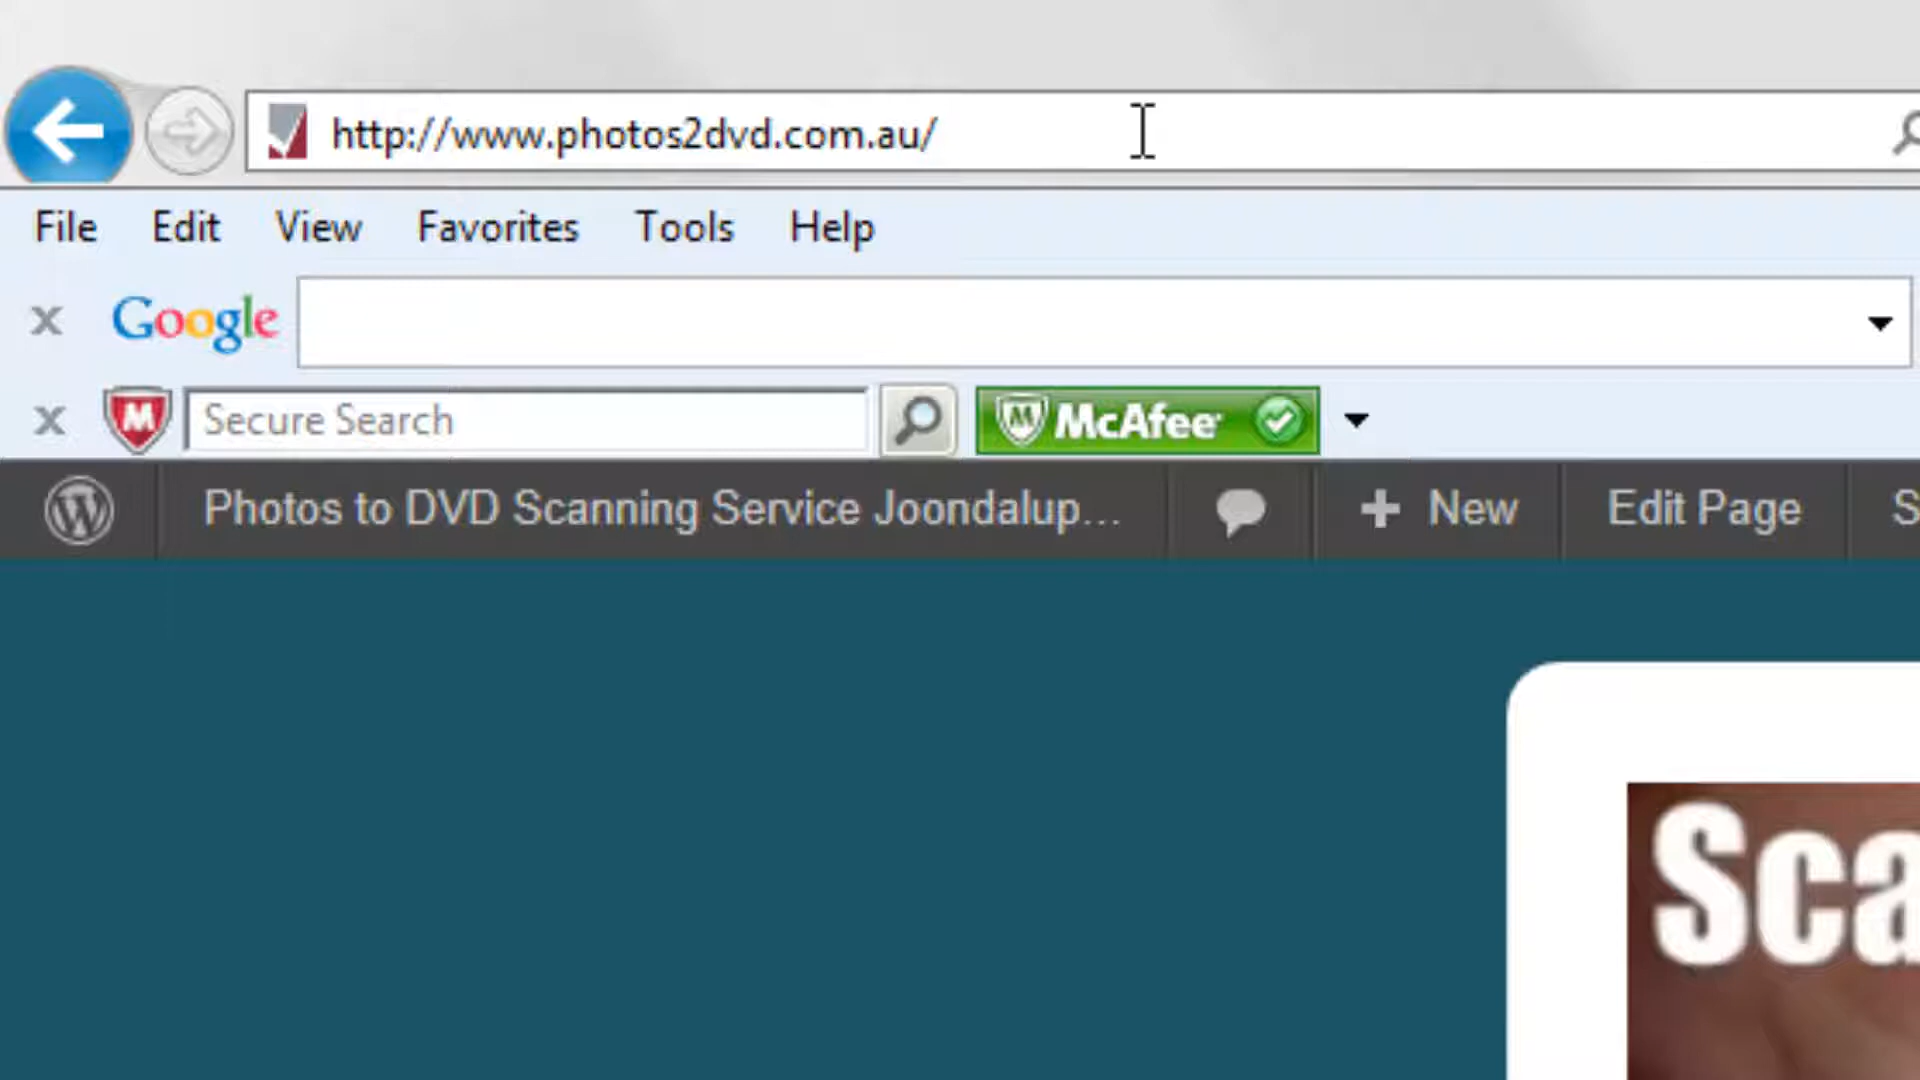 http://www.photos2dvd.com.au/
File Edit View Favorites Tools Help
x Google
x M Secure Search M McAfee
Photos to DVD Scanning Service Joondalup... + New Edit Page S
Sca